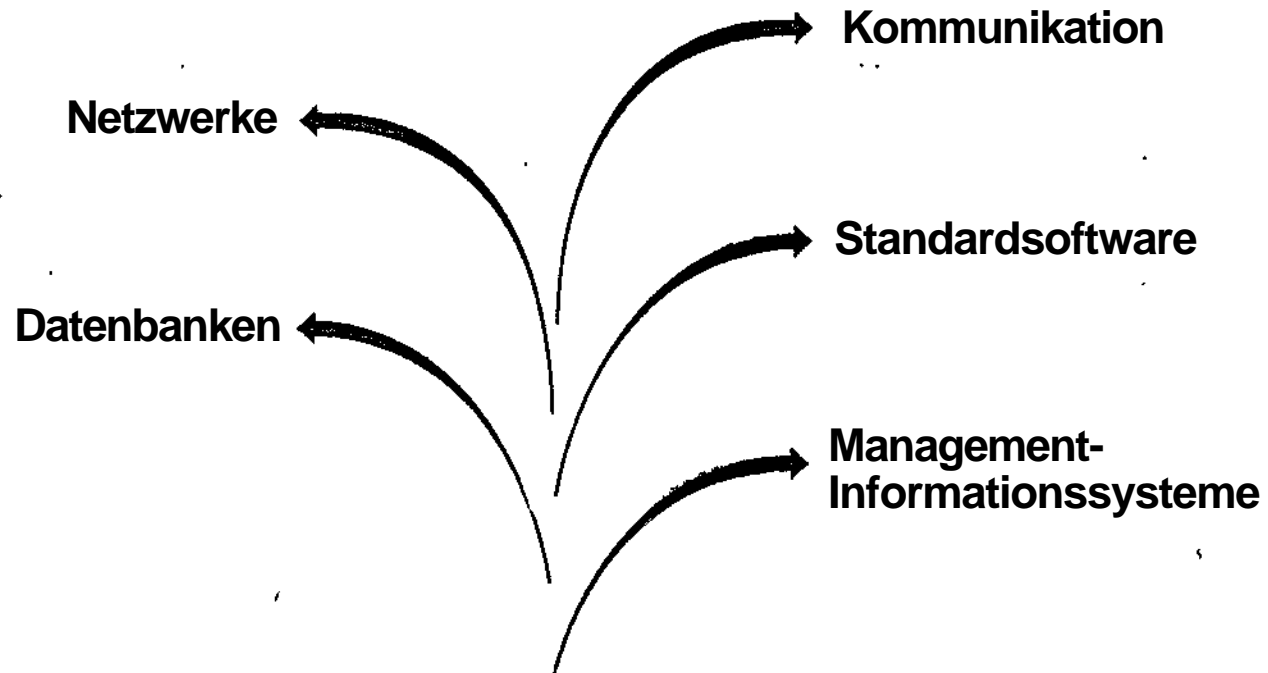 Kommunikation
Netzwerke
Standardsoftware
Datenbanken
Management-
Informationssysteme